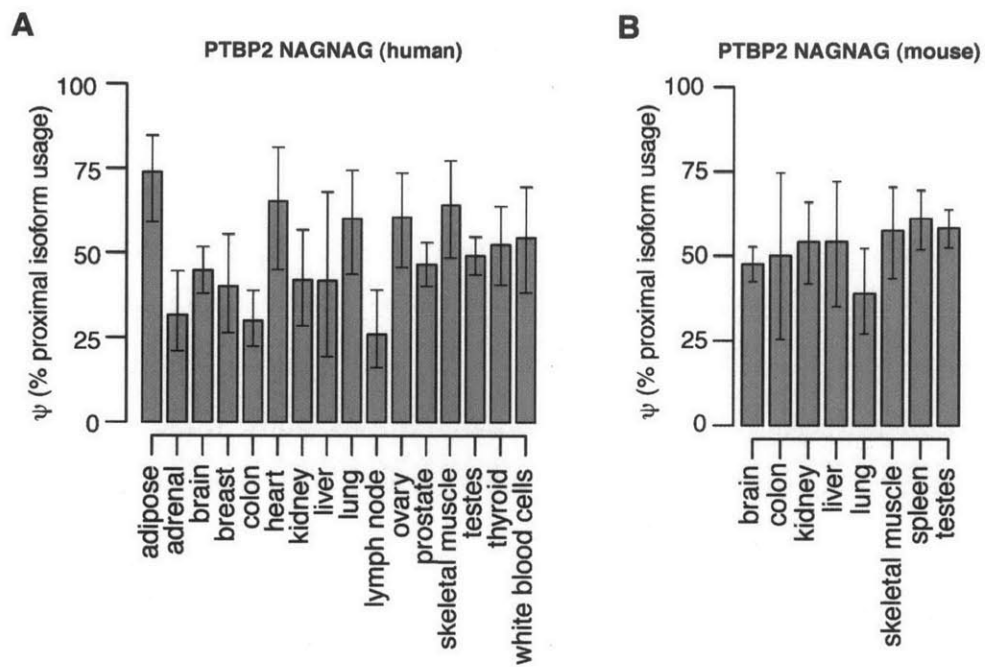 A
PTBP2 NAGNAG (human)
ψ (% proximal isoform usage)
100
75
50
25
0
adipose
adrenal
brain
breast
colon
heart
kidney
liver
lung
lymph node
ovary
prostate
skeletal muscle
testes
thyroid
white blood cells
B
PTBP2 NAGNAG (mouse)
ψ (% proximal isoform usage)
100
75
50
25
0
brain
colon
kidney
liver
lung
skeletal muscle
spleen
testes